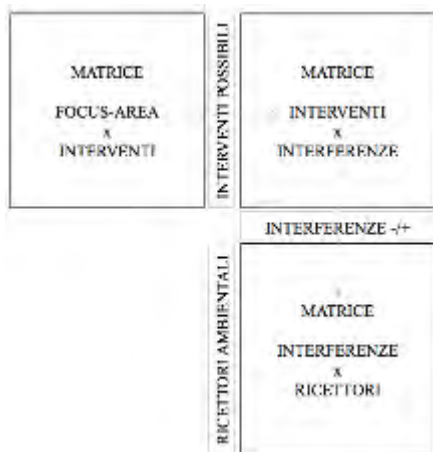 MATRICE
FOCUS-AREA
x
INTERVENTI
INTERVENTI POSSIBILI
MATRICE
INTERVENTI
x
INTERFERENZE
INTERFERENZE -/+
RICETTORI AMBIENTALI
MATRICE
INTERFERENZE
x
RICETTORI